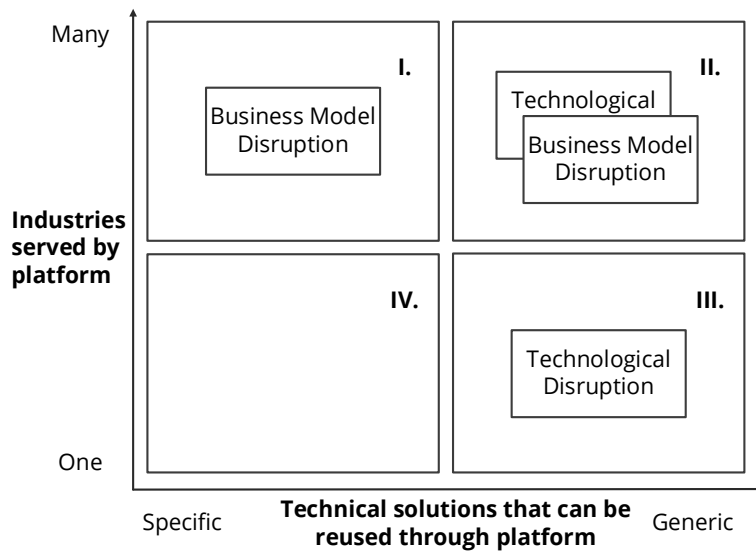 Many
I.
II.
Business Model
Disruption
Technological
Business Model
Disruption
Industries
served by
platform
IV.
III.
Technological
Disruption
One
Specific
Technical solutions that can be
reused through platform
Generic